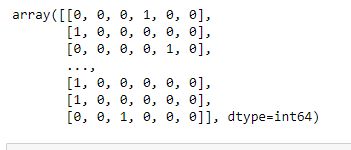 array([[0, 0, 0, 1, 0, 0],
[1, 0, 0, 0, 0, 0],
[0, 0, 0, 0, 1, 0],
...,
[1, 0, 0, 0, 0, 0],
[1, 0, 0, 0, 0, 0],
[0, 0, 1, 0, 0, 0]], dtype=int64)